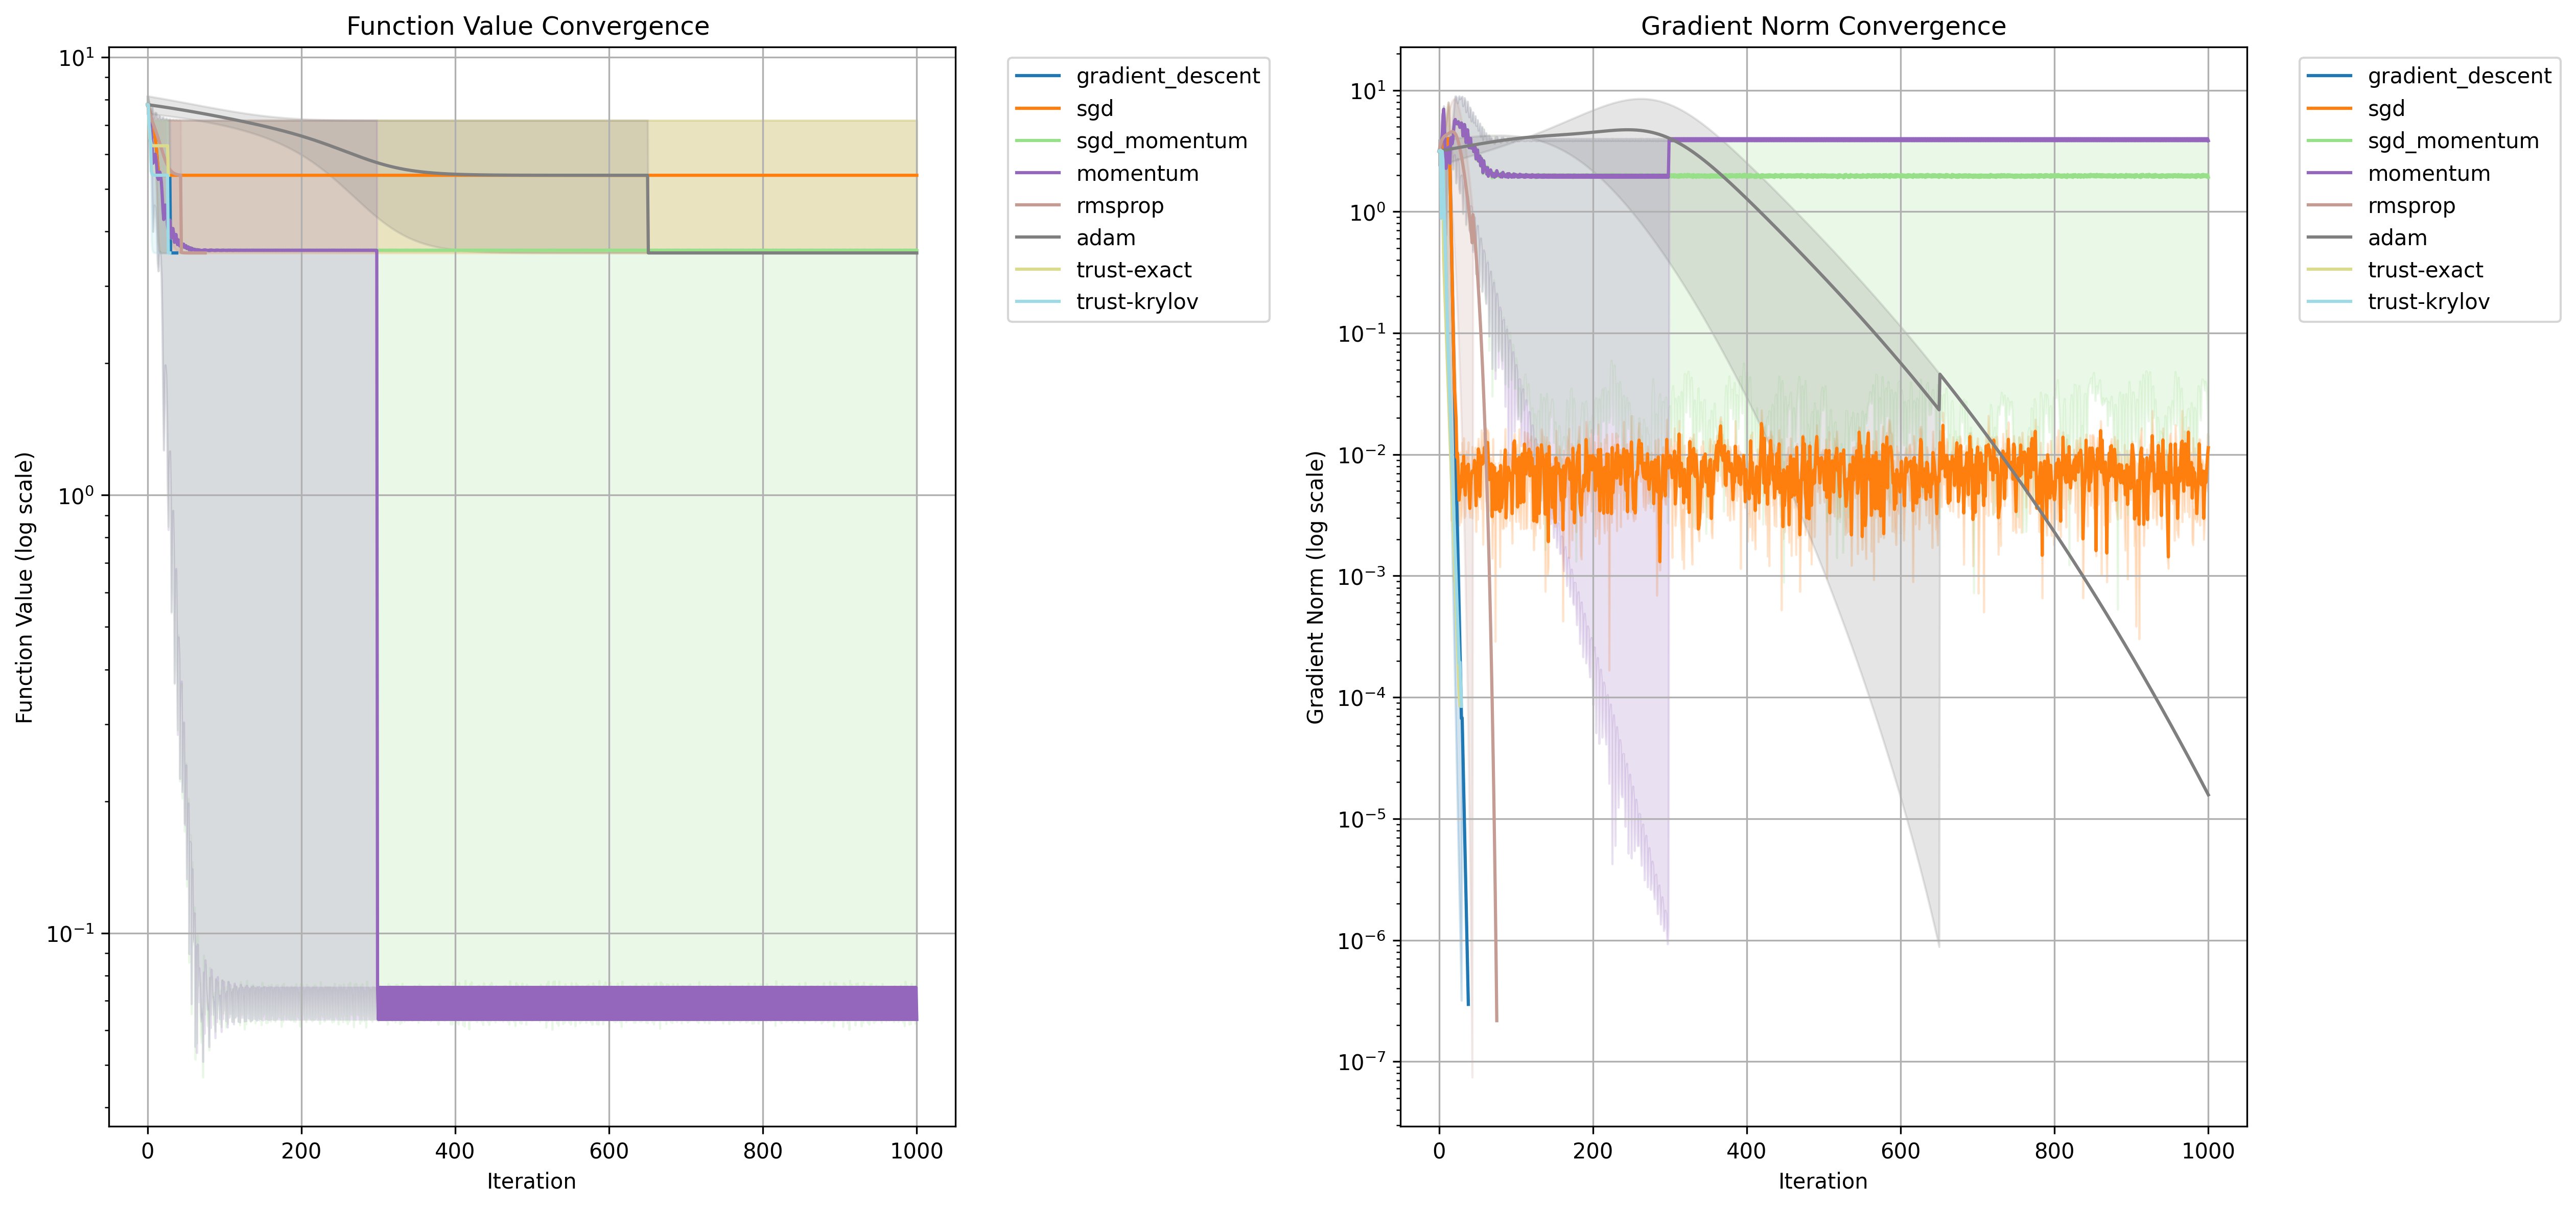 Function Value Convergence
Function Value (log scale)
10¹
10⁰
10⁻¹
0 200 400 600 800 1000
Iteration
gradient_descent
sgd
sgd_momentum
momentum
rmsprop
adam
trust-exact
trust-krylov
Gradient Norm Convergence
Gradient Norm (log scale)
10¹
10⁰
10⁻¹
10⁻²
10⁻³
10⁻⁴
10⁻⁵
10⁻⁶
10⁻⁷
0 200 400 600 800 1000
Iteration
gradient_descent
sgd
sgd_momentum
momentum
rmsprop
adam
trust-exact
trust-krylov